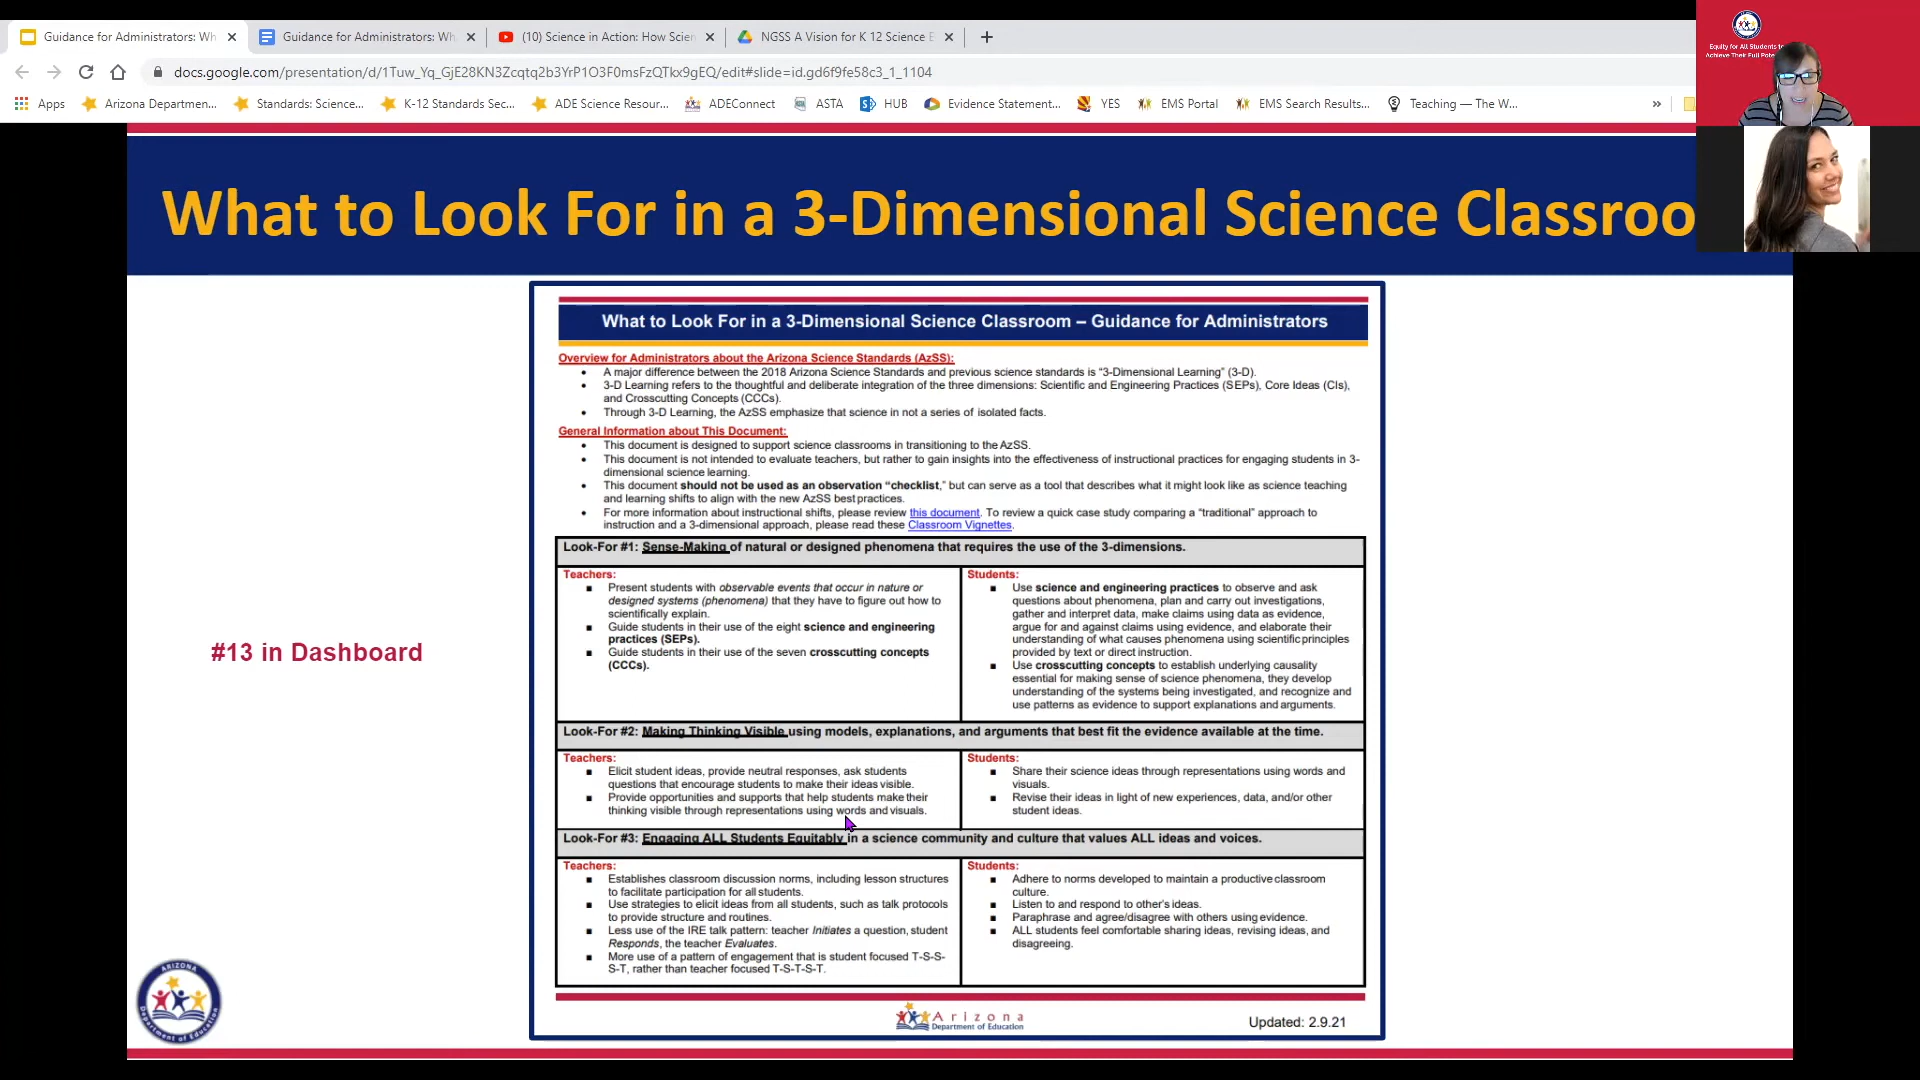 Guidance for Administrators: Wh
Guidance for Administrators: Wh
(10) Science in Action: How Scien
NGSS A Vision for K 12 Science E
docs.google.com/presentation/d/1Tuw_Yq_GjE28KN3Zcqtq2b3YrP1O3F0msFzQTkx9gEQ/edit#slide=id.gd6f9fe58c3_1_1104
Apps
Arizona Departmen...
Standards: Science...
K-12 Standards Sec...
ADE Science Resour...
ADEConnect
ASTA
HUB
Evidence Statement...
YES
EMS Portal
EMS Search Results...
Teaching — The W...
Equity for All Students to
Achieve Their Full
What to Look For in a 3-Dimensional Science Classroo
What to Look For in a 3-Dimensional Science Classroom – Guidance for Administrators
Overview for Administrators about the Arizona Science Standards (AzSS):
• A major difference between the 2018 Arizona Science Standards and previous science standards is “3-Dimensional Learning” (3-D).
• 3-D Learning refers to the thoughtful and deliberate integration of the three dimensions: Scientific and Engineering Practices (SEPs), Core Ideas (CIs),
and Crosscutting Concepts (CCCs).
• Through 3-D Learning, the AzSS emphasize that science in not a series of isolated facts.
General Information about This Document:
• This document is designed to support science classrooms in transitioning to the AzSS.
• This document is not intended to evaluate teachers, but rather to gain insights into the effectiveness of instructional practices for engaging students in 3-
dimensional science learning.
• This document should not be used as an observation “checklist,” but can serve as a tool that describes what it might look like as science teaching
and learning shifts to align with the new AzSS best practices.
• For more information about instructional shifts, please review this document. To review a quick case study comparing a “traditional” approach to
instruction and a 3-dimensional approach, please read these Classroom Vignettes.
Look-For #1: Sense-Making of natural or designed phenomena that requires the use of the 3-dimensions.
Teachers:
▪ Present students with observable events that occur in nature or
designed systems (phenomena) that they have to figure out how to
scientifically explain.
▪ Guide students in their use of the eight science and engineering
practices (SEPs).
▪ Guide students in their use of the seven crosscutting concepts
(CCCs).
Students:
▪ Use science and engineering practices to observe and ask
questions about phenomena, plan and carry out investigations,
gather and interpret data, make claims using data as evidence,
argue for and against claims using evidence, and elaborate their
understanding of what causes phenomena using scientific principles
provided by text or direct instruction.
▪ Use crosscutting concepts to establish underlying causality
essential for making sense of science phenomena, they develop
understanding of the systems being investigated, and recognize and
use patterns as evidence to support explanations and arguments.
#13 in Dashboard
Look-For #2: Making Thinking Visible using models, explanations, and arguments that best fit the evidence available at the time.
Teachers:
▪ Elicit student ideas, provide neutral responses, ask students
questions that encourage students to make their ideas visible.
▪ Provide opportunities and supports that help students make their
thinking visible through representations using words and visuals.
Students:
▪ Share their science ideas through representations using words and
visuals.
▪ Revise their ideas in light of new experiences, data, and/or other
student ideas.
Look-For #3: Engaging ALL Students Equitably in a science community and culture that values ALL ideas and voices.
Teachers:
▪ Establishes classroom discussion norms, including lesson structures
to facilitate participation for all students.
▪ Use strategies to elicit ideas from all students, such as talk protocols
to provide structure and routines.
▪ Less use of the IRE talk pattern: teacher Initiates a question, student
Responds, the teacher Evaluates.
▪ More use of a pattern of engagement that is student focused T-S-S-
S-T, rather than teacher focused T-S-T-S-T.
Students:
▪ Adhere to norms developed to maintain a productive classroom
culture.
▪ Listen to and respond to other’s ideas.
▪ Paraphrase and agree/disagree with others using evidence.
▪ ALL students feel comfortable sharing ideas, revising ideas, and
disagreeing.
ARIZONA
Department of Education
Arizona
Department of Education
Updated: 2.9.21